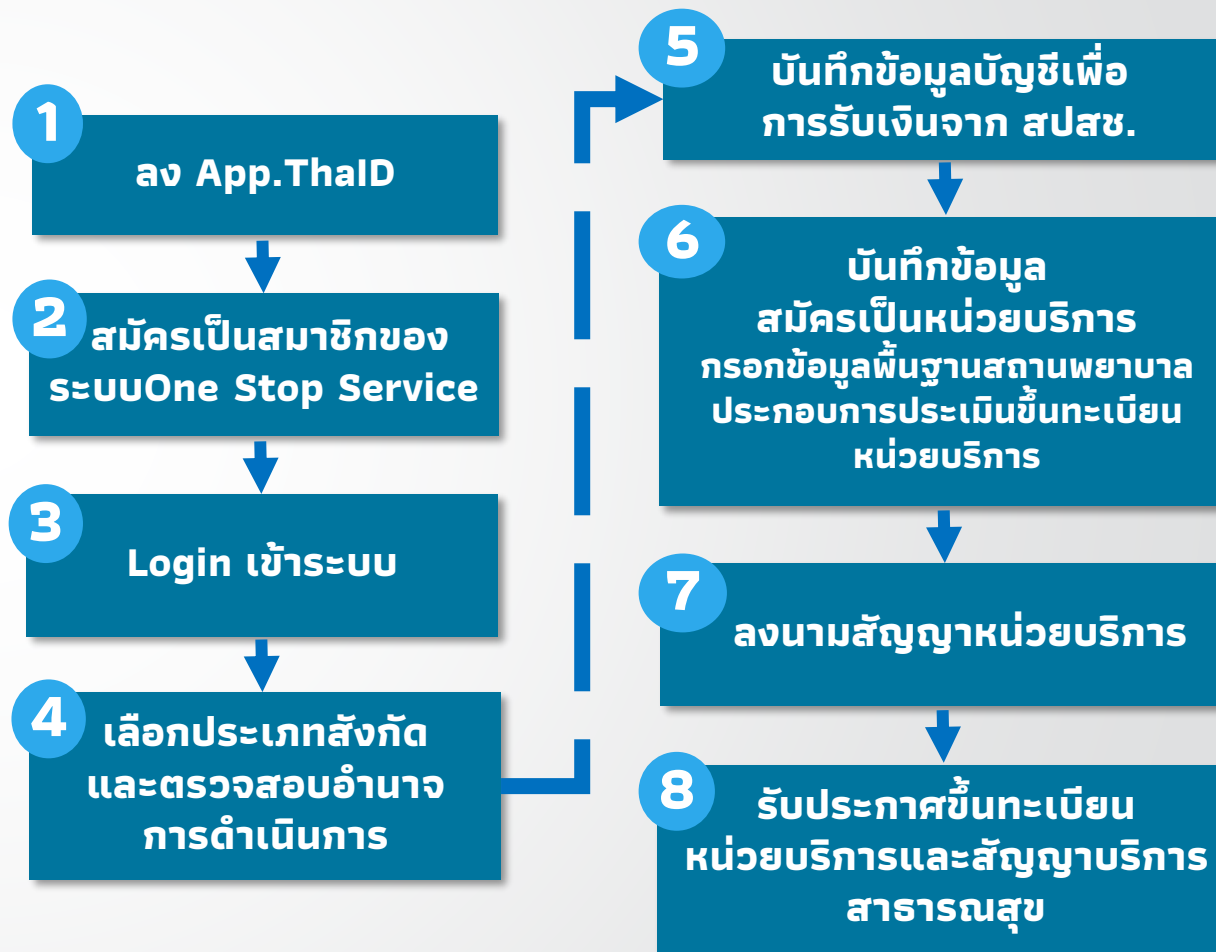 1
ลง App.ThaID
2
สมัครเป็นสมาชิกของ
ระบบOne Stop Service
3
Login เข้าระบบ
4
เลือกประเภทสังกัด
และตรวจสอบอำนาจ
การดำเนินการ
5
บันทึกข้อมูลบัญชีเพื่อ
การรับเงินจาก สปสช.
6
บันทึกข้อมูล
สมัครเป็นหน่วยบริการ
กรอกข้อมูลพื้นฐานสถานพยาบาล
ประกอบการประเมินขึ้นทะเบียน
หน่วยบริการ
7
ลงนามสัญญาหน่วยบริการ
8
รับประกาศขึ้นทะเบียน
หน่วยบริการและสัญญาบริการ
สาธารณสุข